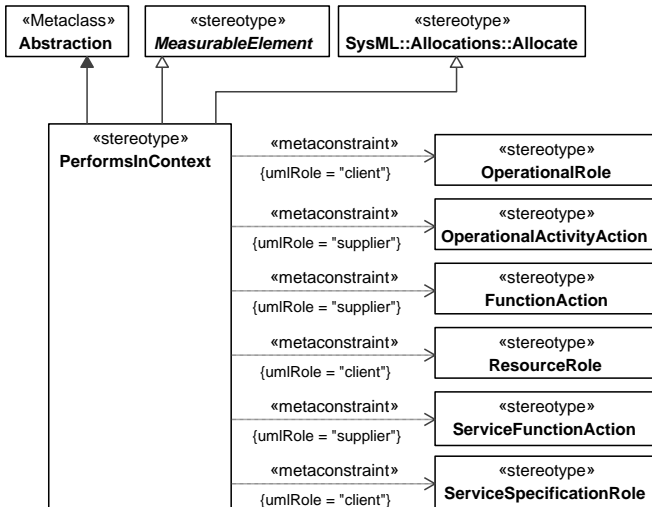 «Metaclass»
Abstraction
«stereotype»
MeasurableElement
«stereotype»
SysML::Allocations::Allocate
«stereotype»
PerformsInContext
«metaconstraint»
{umlRole = "client"}
«stereotype»
OperationalRole
«metaconstraint»
{umlRole = "supplier"}
«stereotype»
OperationalActivityAction
«metaconstraint»
{umlRole = "supplier"}
«stereotype»
FunctionAction
«metaconstraint»
{umlRole = "client"}
«stereotype»
ResourceRole
«metaconstraint»
{umlRole = "supplier"}
«stereotype»
ServiceFunctionAction
«metaconstraint»
{umlRole = "client"}
«stereotype»
ServiceSpecificationRole